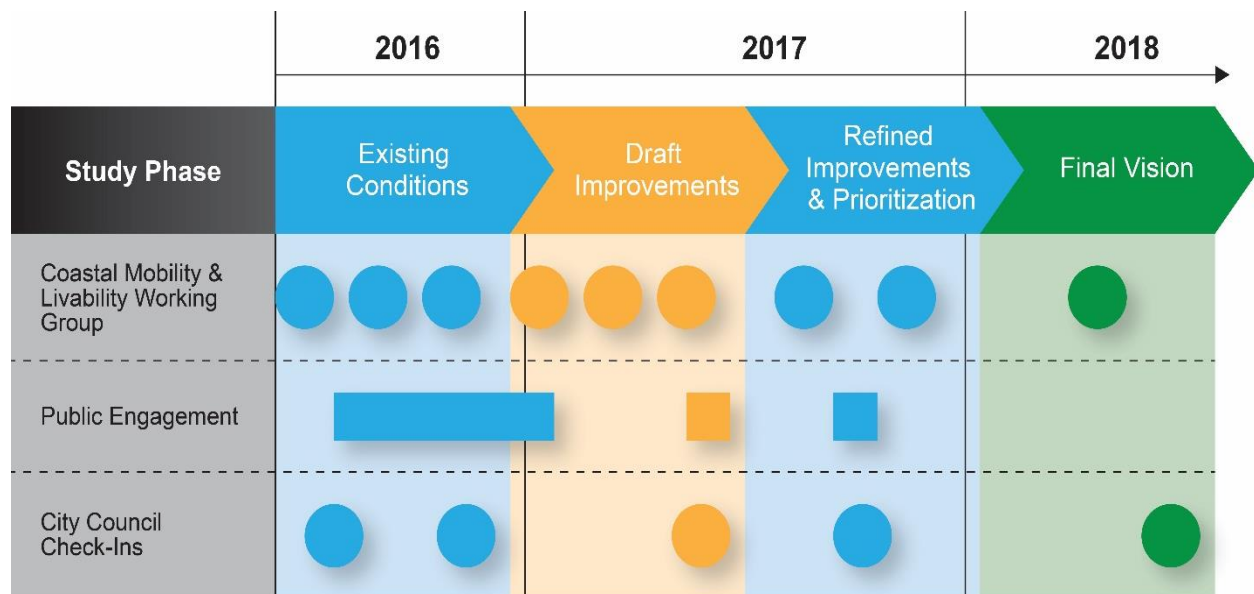 2016
2017
2018
Study Phase
Existing
Conditions
Draft
Improvements
Refined
Improvements
& Prioritization
Final Vision
Coastal Mobility &
Livability Working
Group
Public Engagement
City Council
Check-Ins